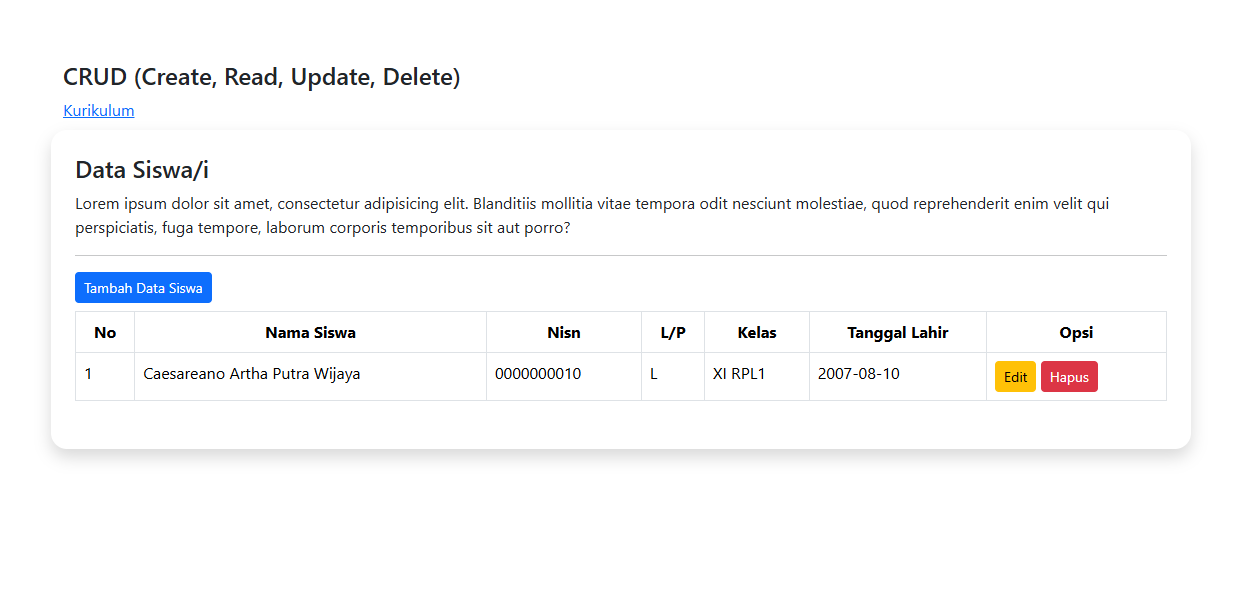 CRUD (Create, Read, Update, Delete)
Kurikulum
Data Siswa/i
Lorem ipsum dolor sit amet, consectetur adipisicing elit. Blanditiis mollitia vitae tempora odit nesciunt molestiae, quod reprehenderit enim velit qui
perspiciatis, fuga tempore, laborum corporis temporibus sit aut porro?
Tambah Data Siswa
No Nama Siswa Nisn L/P Kelas Tanggal Lahir Opsi
1 Caesareano Artha Putra Wijaya 0000000010 L XI RPL1 2007-08-10 Edit Hapus